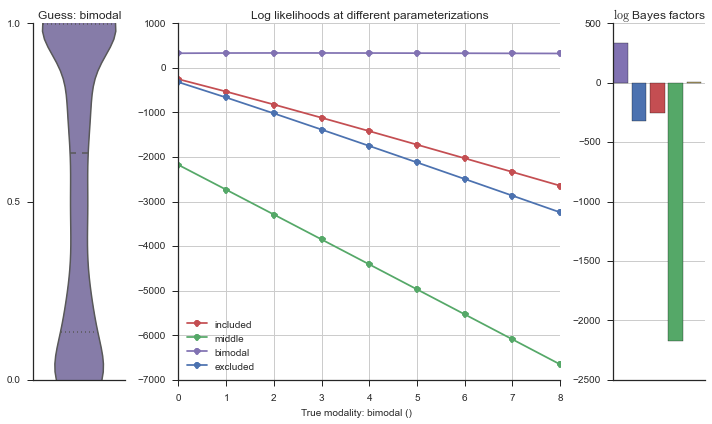 Guess: bimodal
1.0
0.5
0.0
Log likelihoods at different parameterizations
1000
0
−1000
−2000
−3000
−4000
−5000
−6000
−7000
included
middle
bimodal
excluded
0 1 2 3 4 5 6 7 8
True modality: bimodal ()
log Bayes factors
500
0
−500
−1000
−1500
−2000
−2500